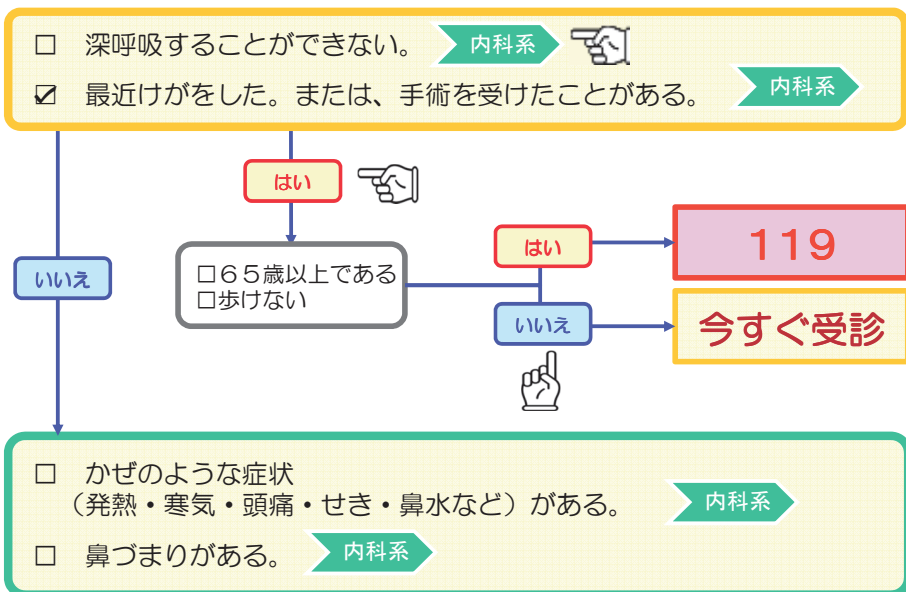 □ 深呼吸することができない。 内科系
☑ 最近けがをした。または、手術を受けたことがある。 内科系
はい
いいえ
□65歳以上である
□歩けない
はい
いいえ
119
今すぐ受診
□ かぜのような症状
（発熱・寒気・頭痛・せき・鼻水など）がある。 内科系
□ 鼻づまりがある。 内科系